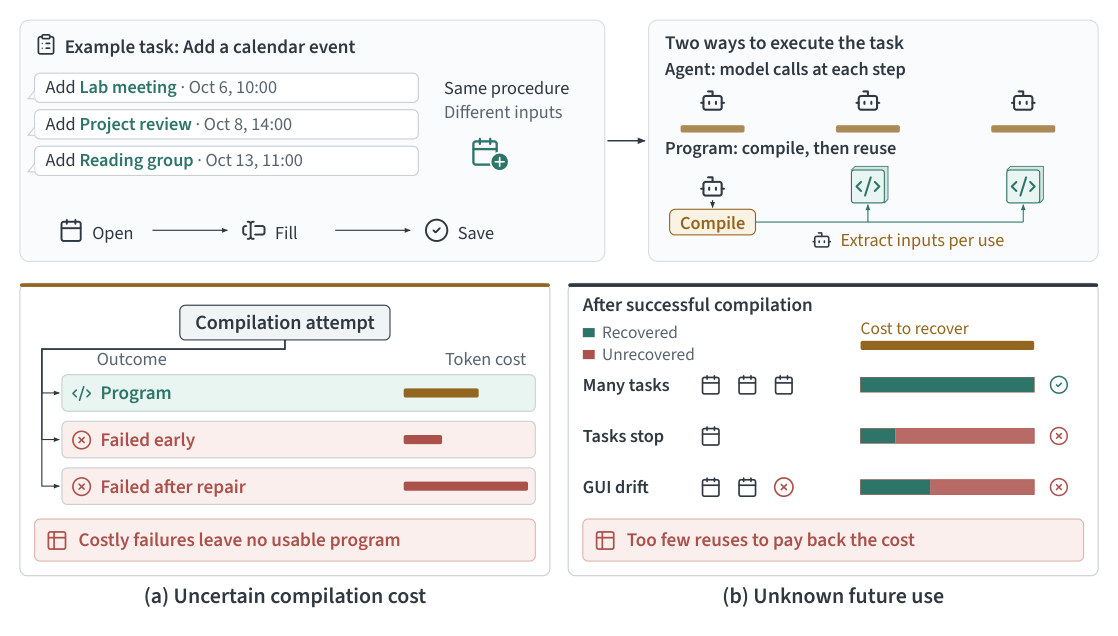 Example task: Add a calendar event
Add Lab meeting · Oct 6, 10:00
Add Project review · Oct 8, 14:00
Add Reading group · Oct 13, 11:00
Same procedure
Different inputs
Open
Fill
Save
Two ways to execute the task
Agent: model calls at each step
Program: compile, then reuse
</>
</>
Compile
Extract inputs per use
Compilation attempt
Outcome
Token cost
</> Program
Failed early
Failed after repair
Costly failures leave no usable program
(a) Uncertain compilation cost
After successful compilation
Recovered
Unrecovered
Cost to recover
Many tasks
Tasks stop
GUI drift
Too few reuses to pay back the cost
(b) Unknown future use